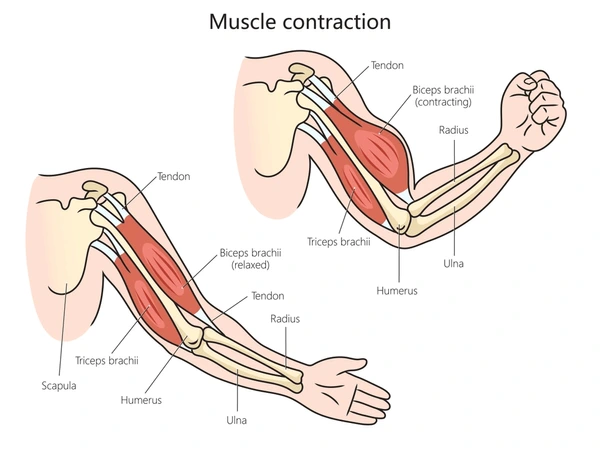 Muscle contraction
Tendon
Biceps brachii
(contracting)
Radius
Triceps brachii
Ulna
Humerus
Tendon
Biceps brachii
(relaxed)
Tendon
Radius
Triceps brachii
Scapula
Humerus
Ulna